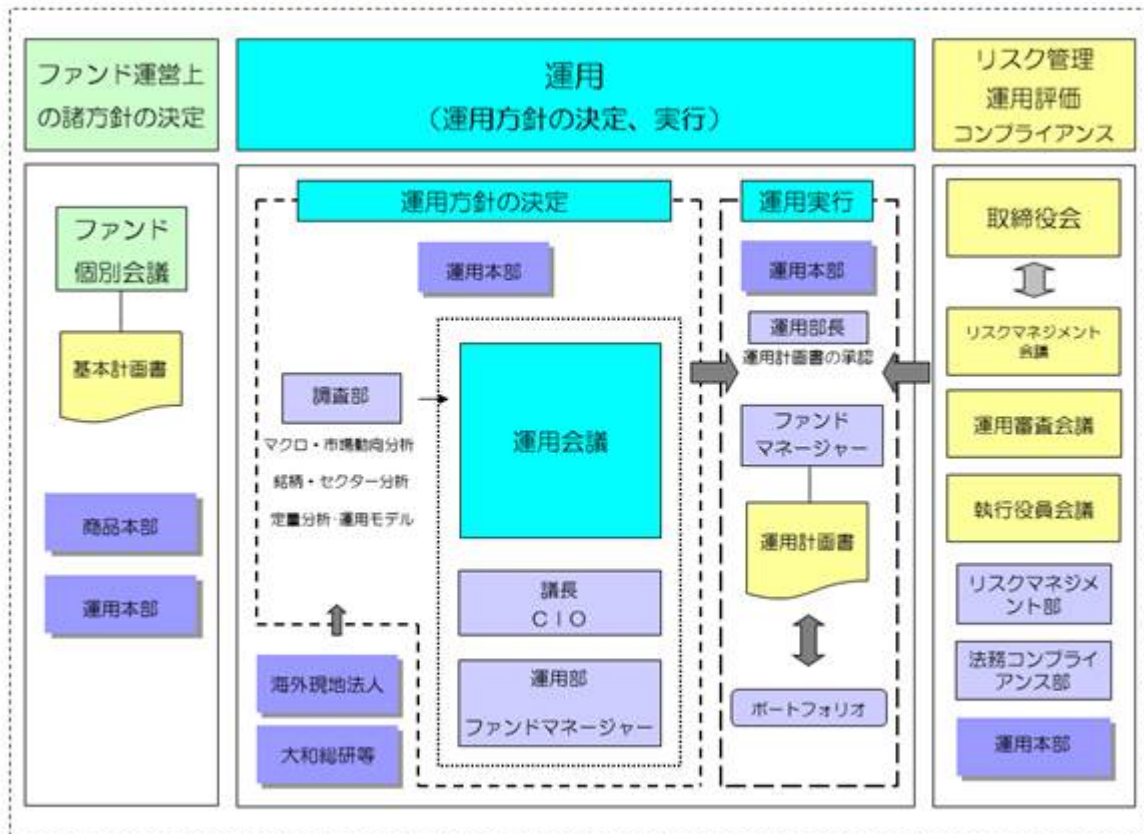 ファンド運営上
の諸方針の決定
運用
（運用方針の決定、実行）
リスク管理
運用評価
コンプライアンス
ファンド
個別会議
基本計画書
商品本部
運用本部
運用方針の決定
運用本部
調査部
マクロ・市場動向分析
銘柄・セクター分析
定量分析・運用モデル
海外現地法人
大和総研等
運用会議
議長
ＣＩＯ
運用部
ファンドマネージャー
運用実行
運用本部
運用部長
運用計画書の承認
ファンド
マネージャー
運用計画書
ポートフォリオ
取締役会
リスクマネジメント
会議
運用審査会議
執行役員会議
リスクマネジメ
ント部
法務コンプライ
アンス部
運用本部